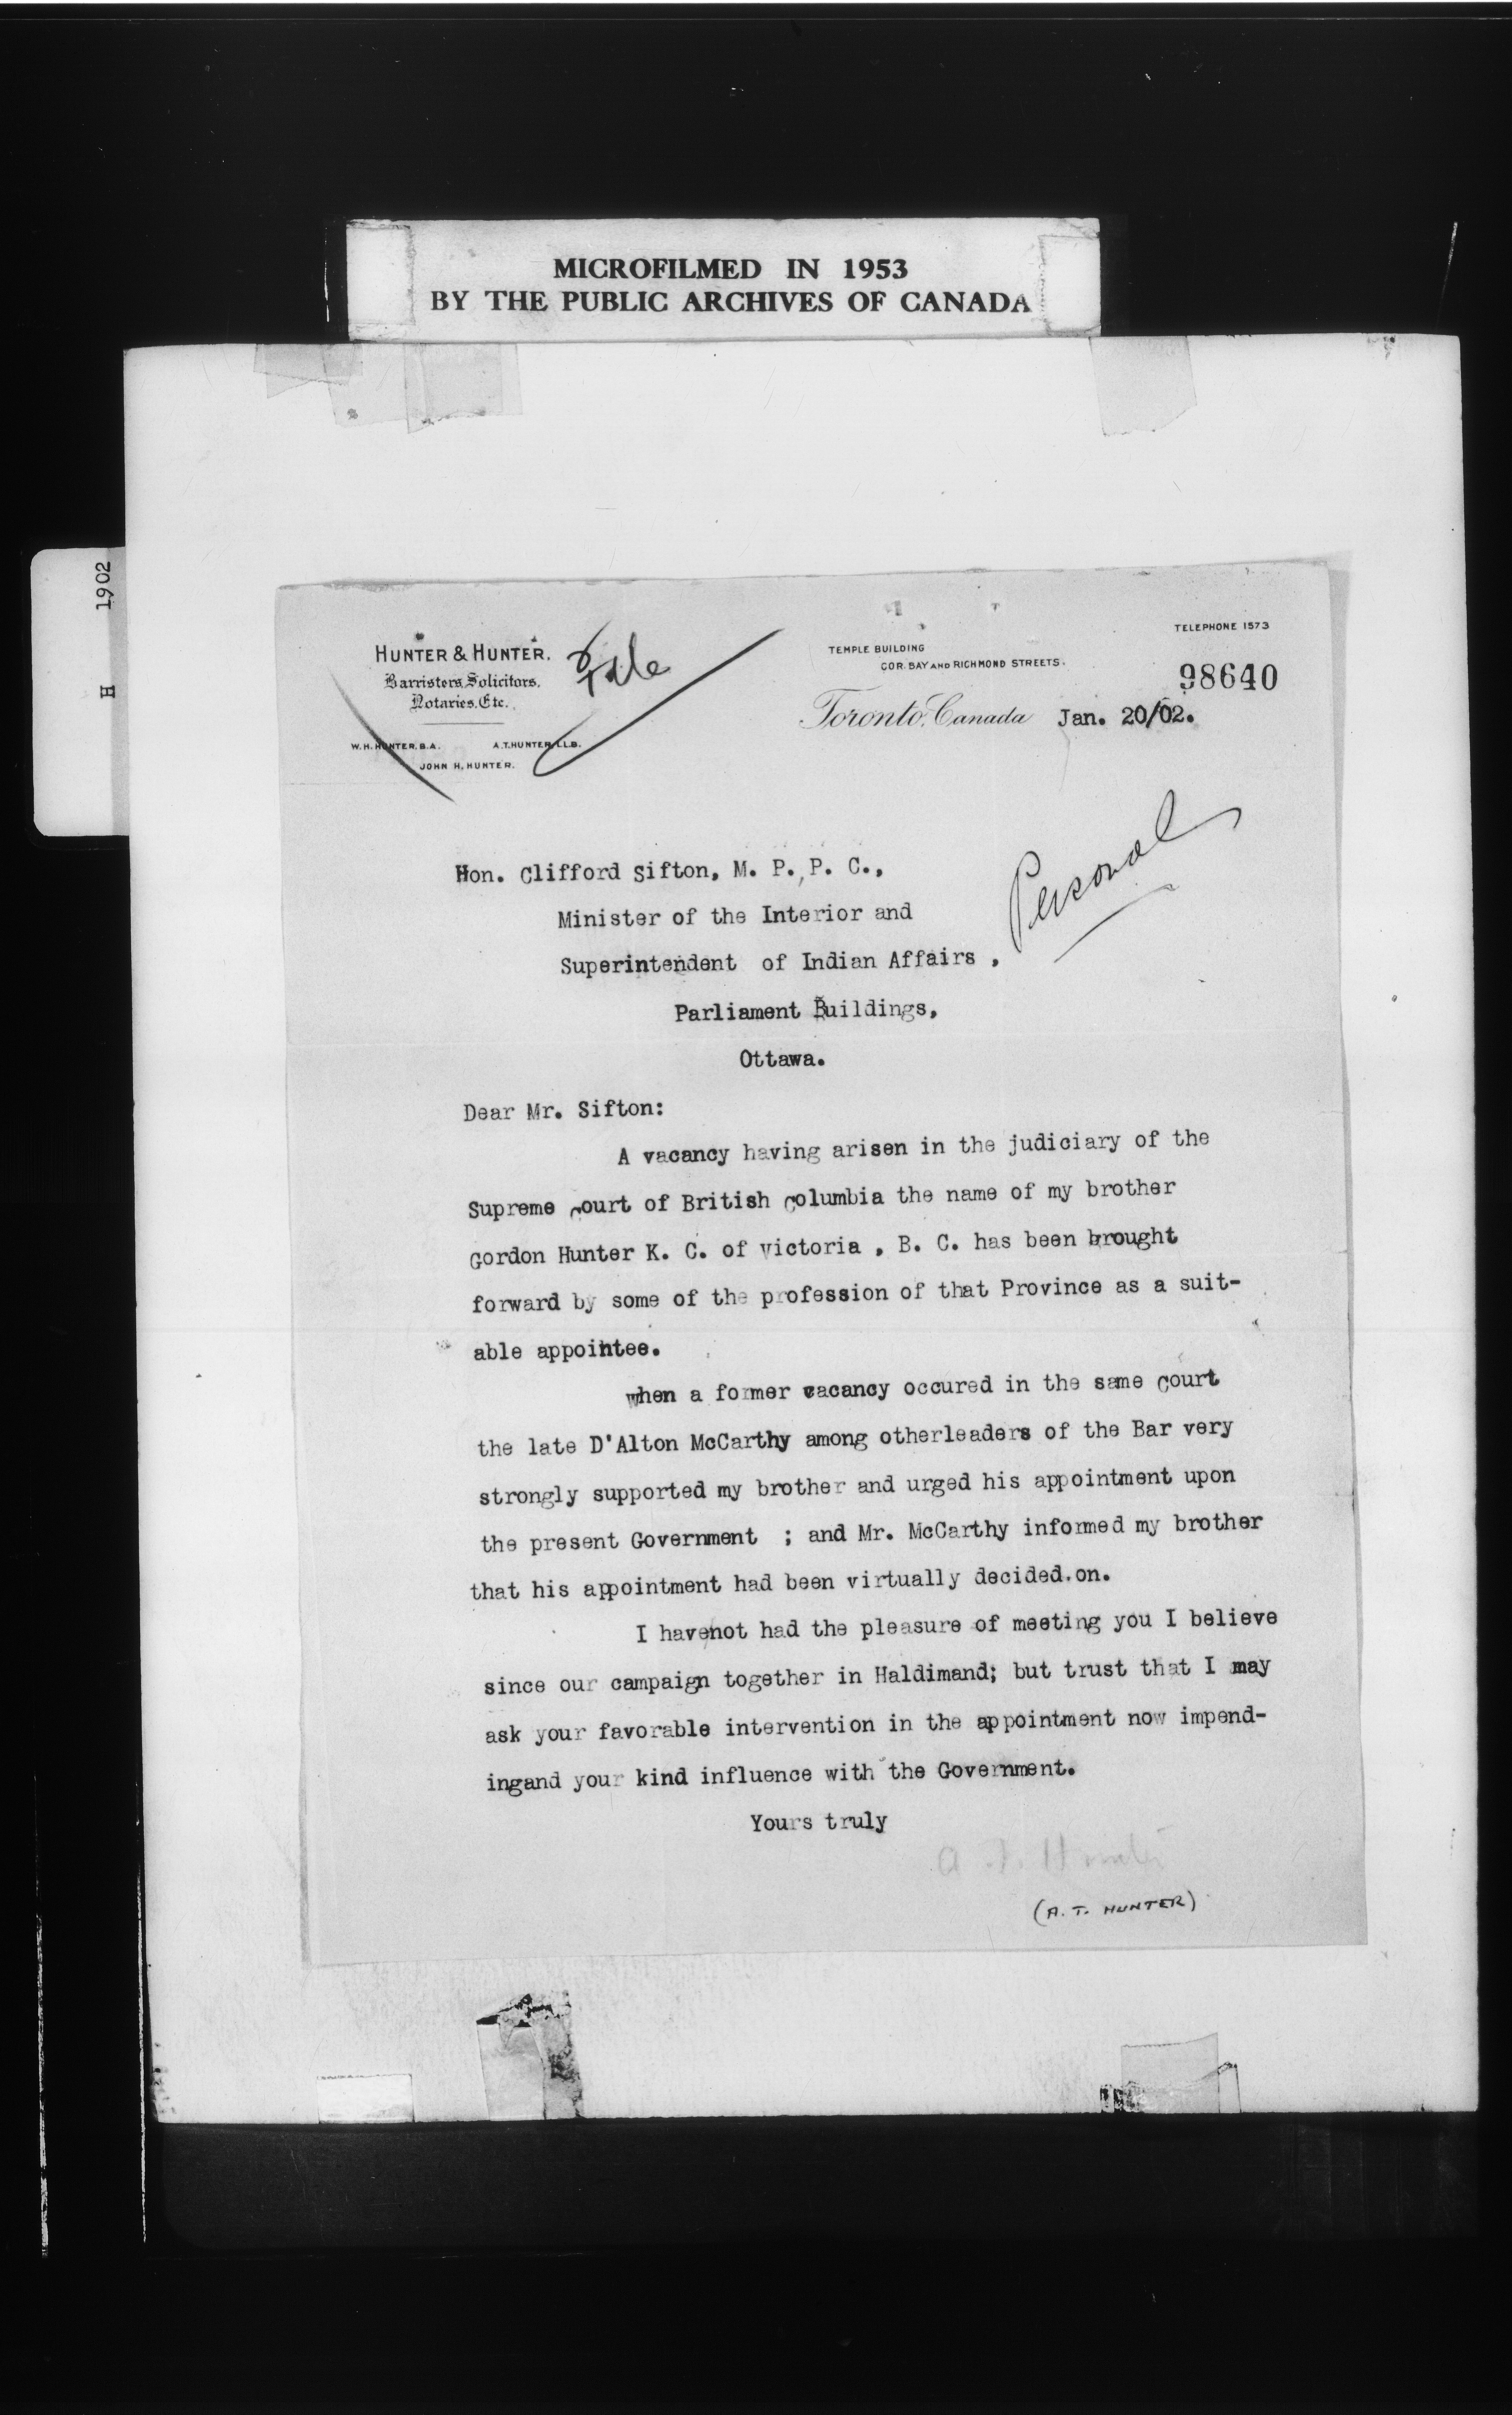 MICROFILMED IN 1953
BY THE PUBLIC ARCHIVES OF CANADA
1902
H
HUNTER & HUNTER.
Barristers, Solicitors,
Notaries, Etc.
W.H. HUNTER, B.A. A.T. HUNTER, LL.B.
JOHN H. HUNTER.
File
TELEPHONE 1573
TEMPLE BUILDING
COR. BAY AND RICHMOND STREETS.
98640
Toronto, Canada Jan. 20/02.
Personal
Hon. Clifford Sifton, M. P., P. C.,
Minister of the Interior and
Superintendent of Indian Affairs ,
Parliament Buildings,
Ottawa.
Dear Mr. Sifton:
A vacancy having arisen in the judiciary of the
Supreme Court of British Columbia the name of my brother
Gordon Hunter K. C. of Victoria , B. C. has been brought
forward by some of the profession of that Province as a suit-
able appointee.
When a former vacancy occured in the same Court
the late D'Alton McCarthy among otherleaders of the Bar very
strongly supported my brother and urged his appointment upon
the present Government ; and Mr. McCarthy informed my brother
that his appointment had been virtually decided.on.
I have/not had the pleasure of meeting you I believe
since our campaign together in Haldimand; but trust that I may
ask your favorable intervention in the appointment now impend-
ingand your kind influence with the Government.
Yours truly
A. T. Hunter
(A. T. HUNTER)